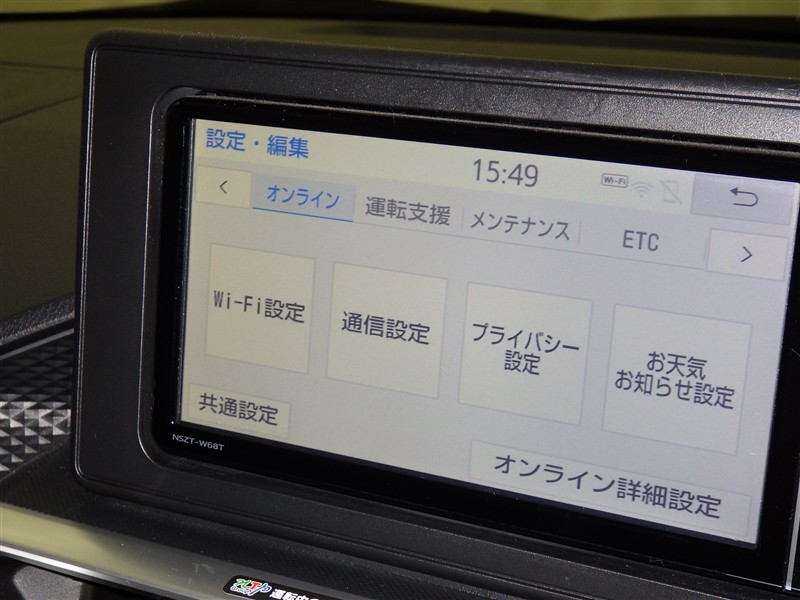 設定・編集
15:49
Wi-Fi
<
オンライン
運転支援
メンテナンス
ETC
>
Wi-Fi設定
通信設定
プライバシー
設定
お天気
お知らせ設定
共通設定
オンライン詳細設定
NSZT-W68T
運転中